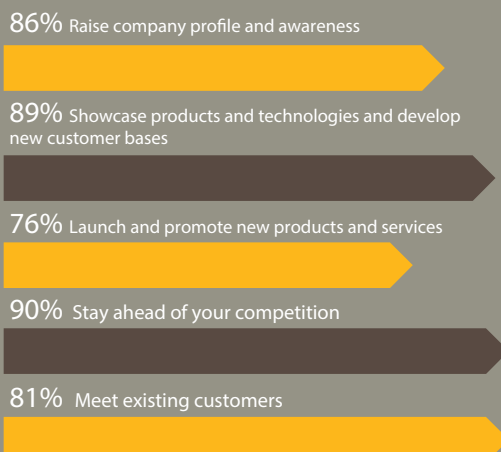 86% Raise company profile and awareness
89% Showcase products and technologies and develop
new customer bases
76% Launch and promote new products and services
90% Stay ahead of your competition
81% Meet existing customers